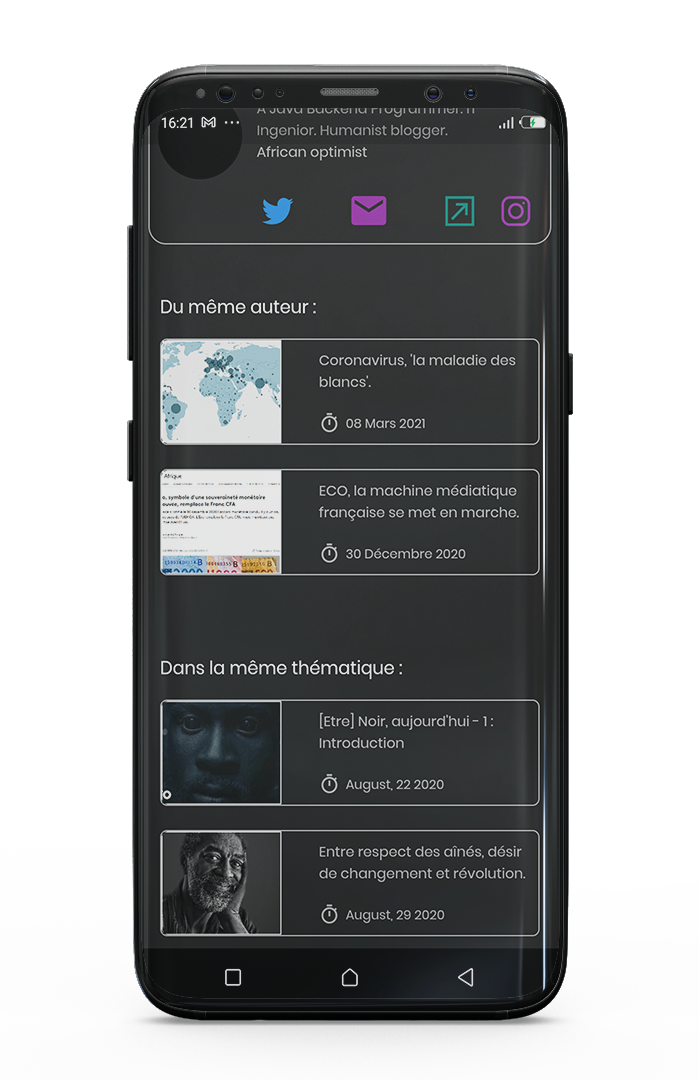 16:21
A Java Backend Programmer. IT
Ingenior. Humanist blogger.
African optimist
Du même auteur :
Coronavirus, 'la maladie des
blancs'.
08 Mars 2021
Afrique
o, symbole d'une souveraineté monétaire
ouvée, remplace le Franc CFA
ECO, la machine médiatique
française se met en marche.
30 Décembre 2020
Dans la même thématique :
[Etre] Noir, aujourd'hui - 1 :
Introduction
August, 22 2020
Entre respect des aînés, désir
de changement et révolution.
August, 29 2020